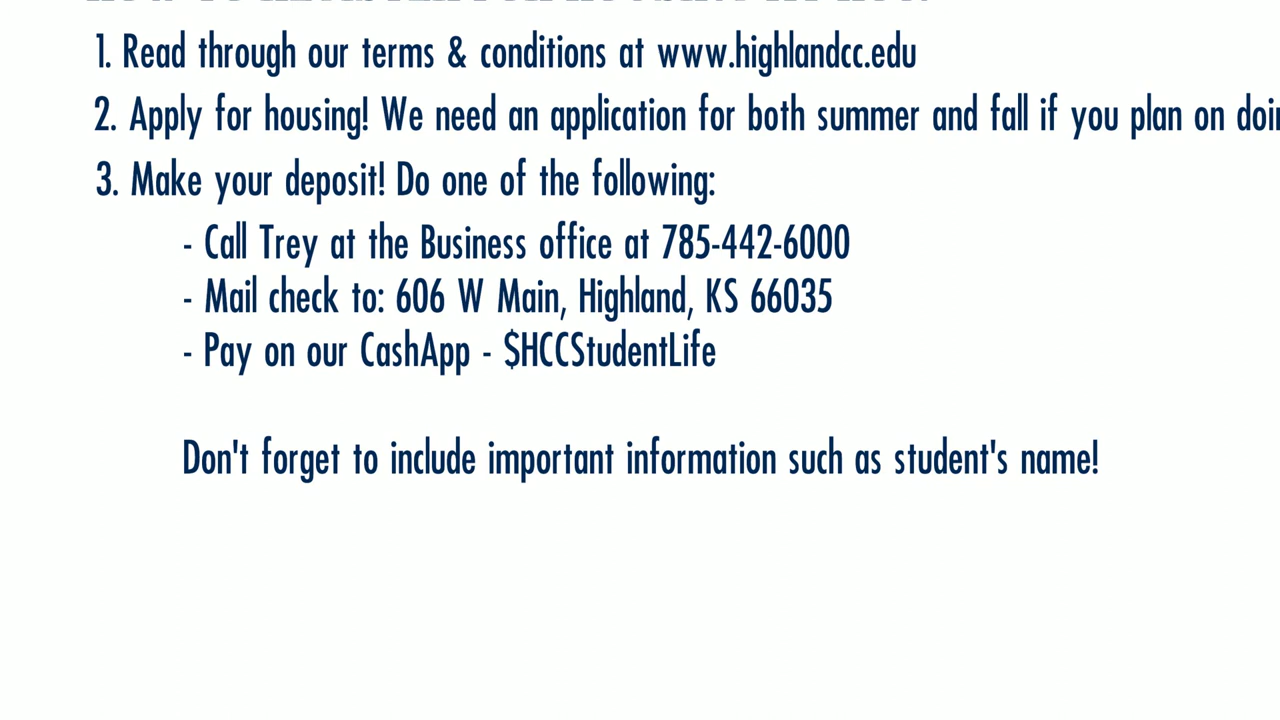 1. Read through our terms & conditions at www.highlandcc.edu
2. Apply for housing! We need an application for both summer and fall if you plan on
3. Make your deposit! Do one of the following:
- Call Trey at the Business office at 785-442-6000
- Mail check to: 606 W Main, Highland, KS 66035
- Pay on our CashApp - $HCCStudentLife
Don't forget to include important information such as student's name!